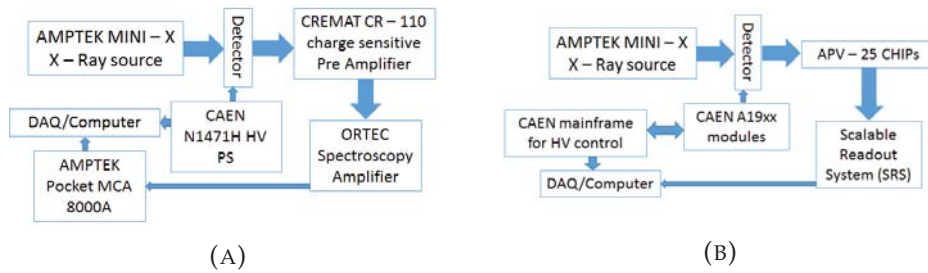 AMPTEK MINI – X
X – Ray source
Detector
CREMAT CR – 110
charge sensitive
Pre Amplifier
DAQ/Computer
CAEN
N1471H HV
PS
ORTEC
Spectroscopy
Amplifier
AMPTEK
Pocket MCA
8000A
(A)
AMPTEK MINI – X
X – Ray source
Detector
APV – 25 CHIPs
CAEN mainframe
for HV control
CAEN A19xx
modules
Scalable
Readout
System (SRS)
DAQ/Computer
(B)